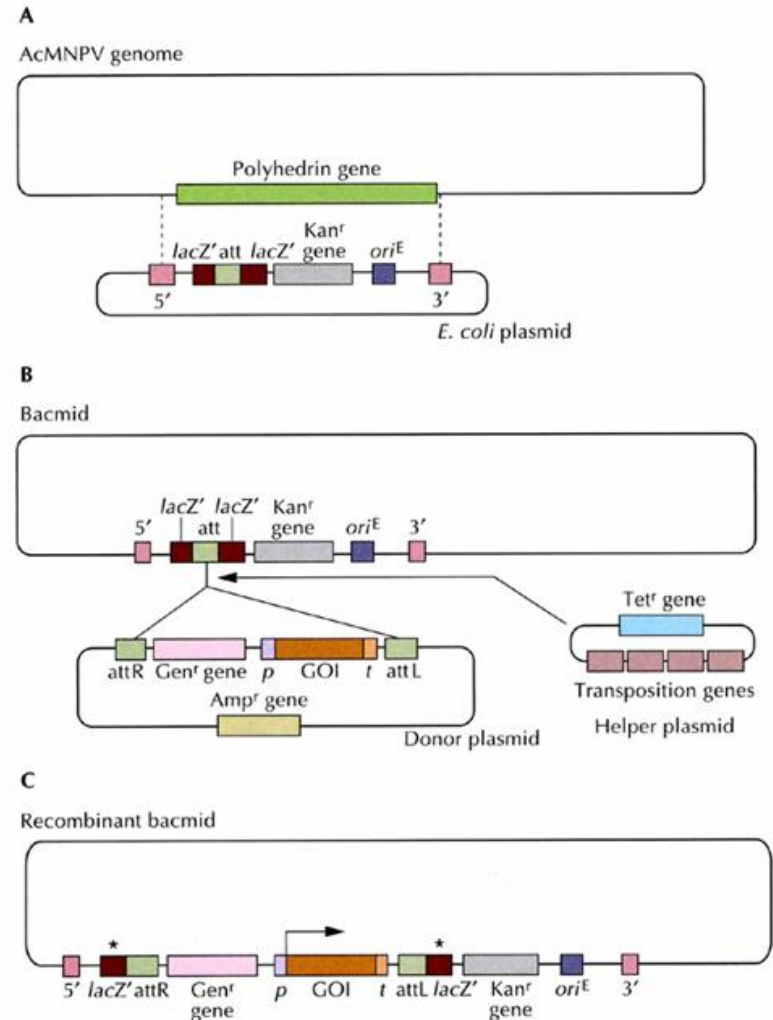 A
AcMNPV genome
Polyhedrin gene
Kanʳ
lacZ′ att lacZ′ gene oriᴱ
5′ 3′
E. coli plasmid
B
Bacmid
lacZ′ lacZ′ Kanʳ
5′ att gene oriᴱ 3′
Tetʳ gene
attR Genʳ gene p GOI t attL
Transposition genes
Ampʳ gene
Helper plasmid
Donor plasmid
C
Recombinant bacmid
* *
5′ lacZ′ attR Genʳ p GOI t attL lacZ′ Kanʳ oriᴱ 3′
gene gene